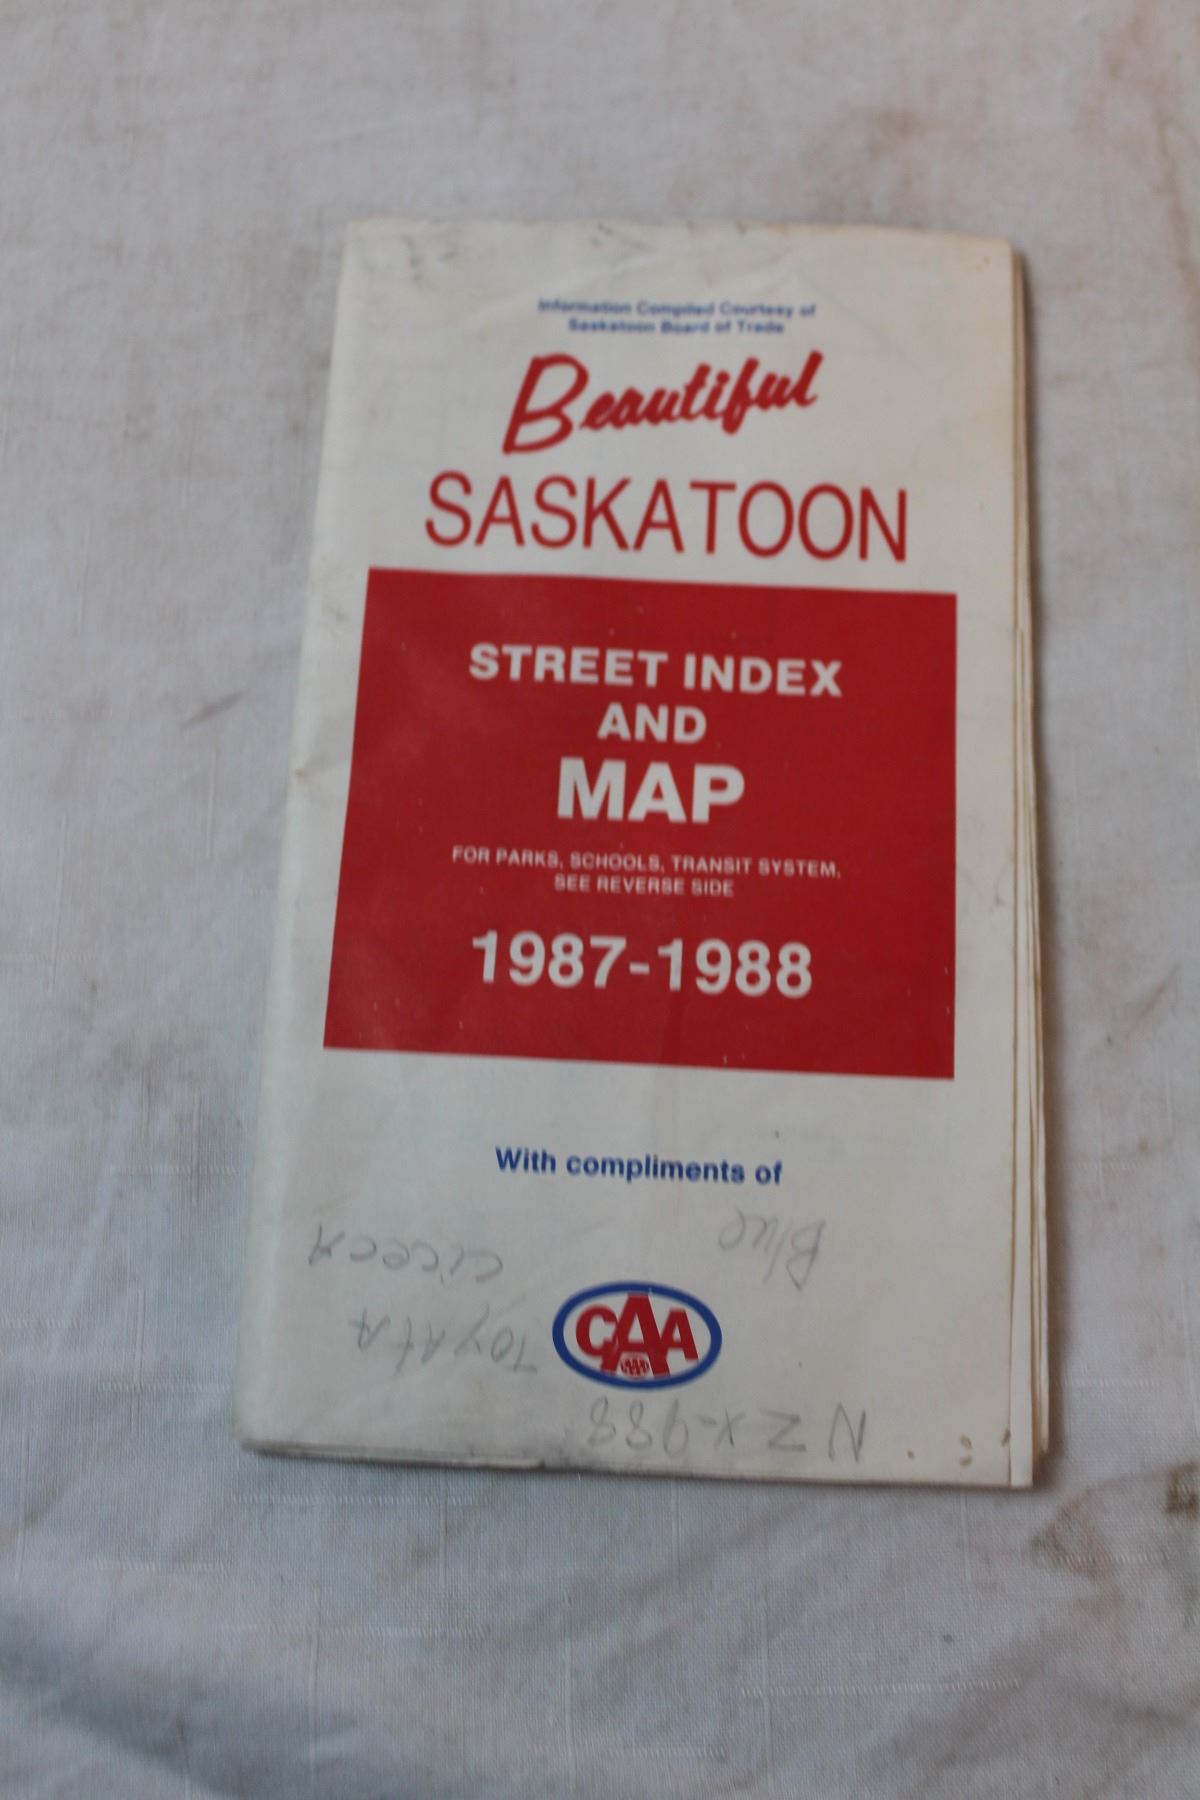 Information Compiled Courtesy of
Saskatoon Board of Trade
Beautiful
SASKATOON
STREET INDEX
AND
MAP
FOR PARKS, SCHOOLS, TRANSIT SYSTEM,
SEE REVERSE SIDE
1987-1988
With compliments of
CAA
NZX-988
Toyota
Blue